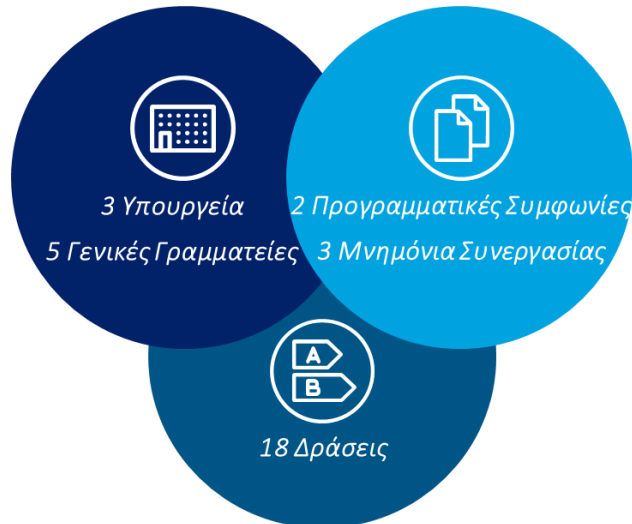 3 Υπουργεία
5 Γενικές Γραμματείες
2 Προγραμματικές Συμφωνίες
3 Μνημόνια Συνεργασίας
A
B
18 Δράσεις